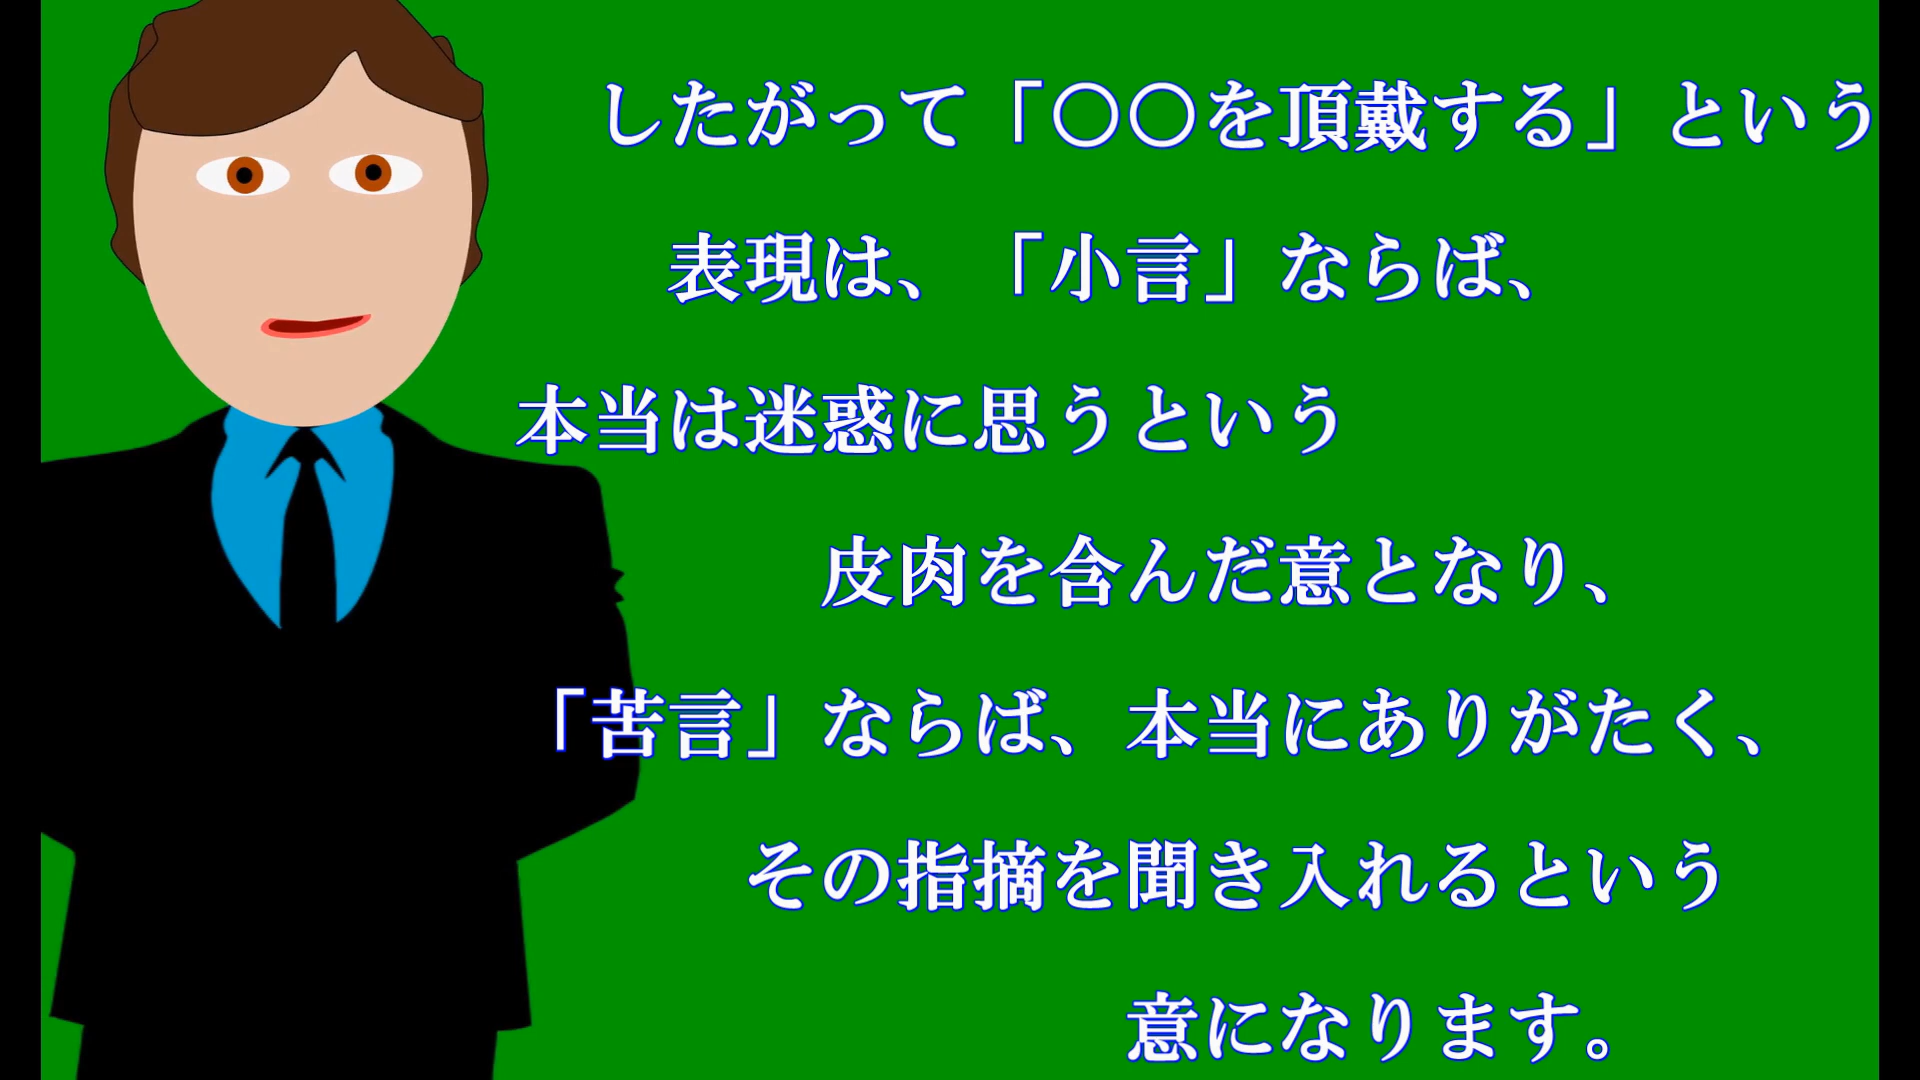 したがって「〇〇を頂戴する」という
表現は、「小言」ならば、
本当は迷惑に思うという
皮肉を含んだ意となり、
「苦言」ならば、本当にありがたく、
その指摘を聞き入れるという
意になります。